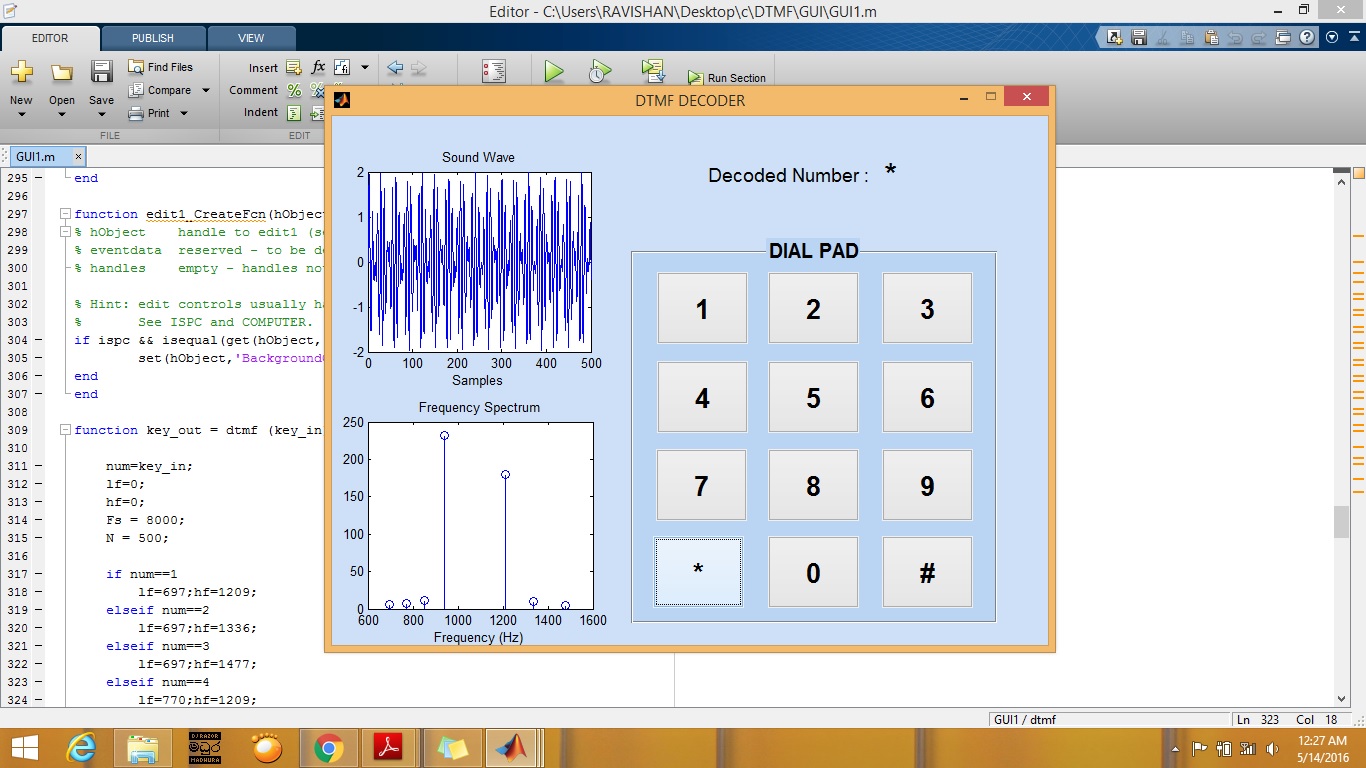 Editor - C:\Users\RAVISHAN\Desktop\c\DTMF\GUI\GUI1.m
EDITOR PUBLISH VIEW
New Open Save
Find Files
Compare
Print
FILE
Insert fx
Comment %
Indent
EDIT
Run Section
GUI1.m ×
295 end
296
297 function edit1_CreateFcn(hObject
298 % hObject    handle to edit1 (s
299 % eventdata  reserved - to be d
300 % handles    empty - handles no
301
302 % Hint: edit controls usually h
303 %       See ISPC and COMPUTER.
304 if ispc && isequal(get(hObject,
305 set(hObject,'Background
306 end
307 end
308
309 function key_out = dtmf (key_in
310
311 num=key_in;
312 lf=0;
313 hf=0;
314 Fs = 8000;
315 N = 500;
316
317 if num==1
318 lf=697;hf=1209;
319 elseif num==2
320 lf=697;hf=1336;
321 elseif num==3
322 lf=697;hf=1477;
323 elseif num==4
324 lf=770;hf=1209;
DTMF DECODER
Sound Wave
2
1
0
-1
-2
0 100 200 300 400 500
Samples
Frequency Spectrum
250
200
150
100
50
0
600 800 1000 1200 1400 1600
Frequency (Hz)
Decoded Number : *
DIAL PAD
1 2 3
4 5 6
7 8 9
* 0 #
GUI1 / dtmf
Ln 323 Col 18
DJ RAZOR
මධුර
MADHURA
12:27 AM
5/14/2016